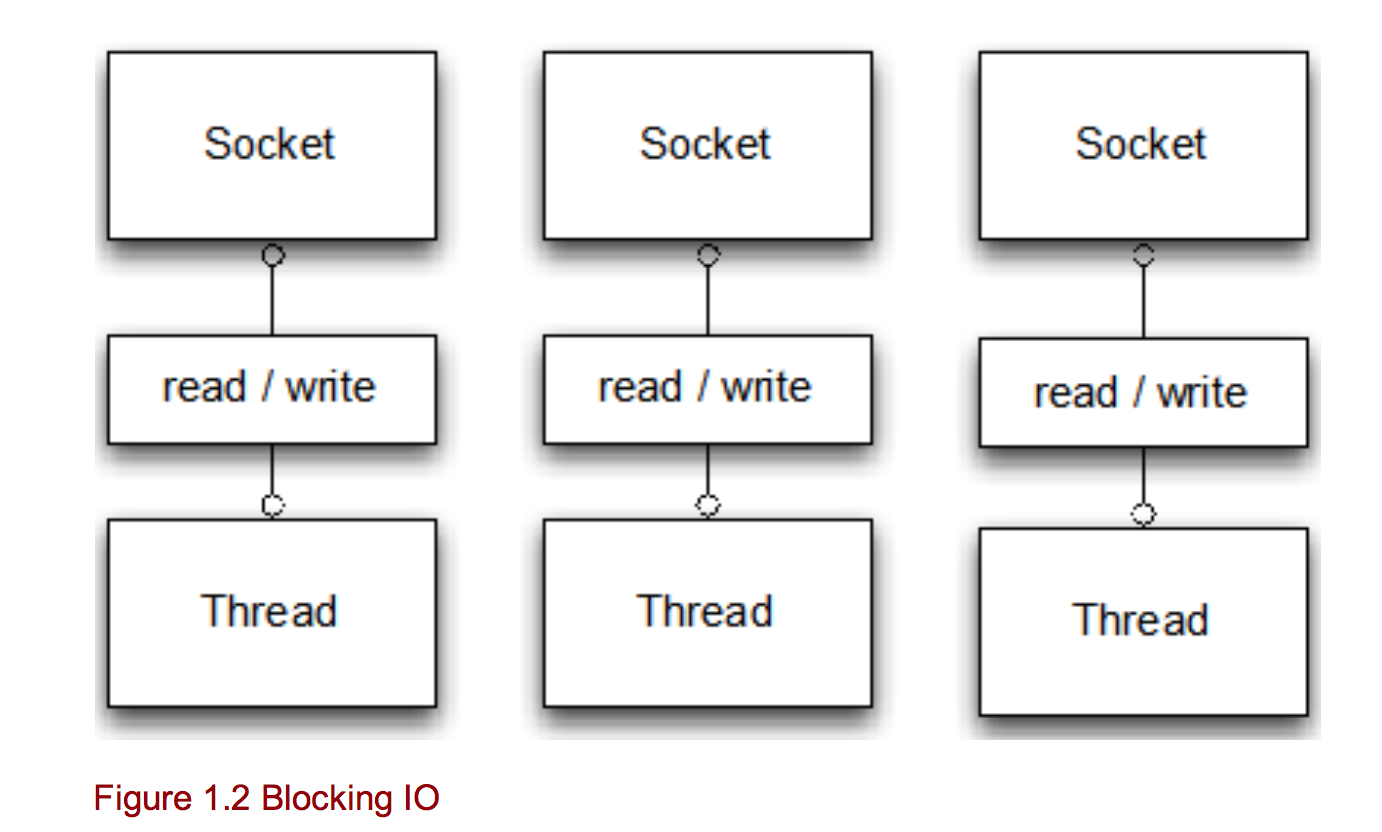 Socket
Socket
Socket
read / write
read / write
read / write
Thread
Thread
Thread
Figure 1.2 Blocking IO